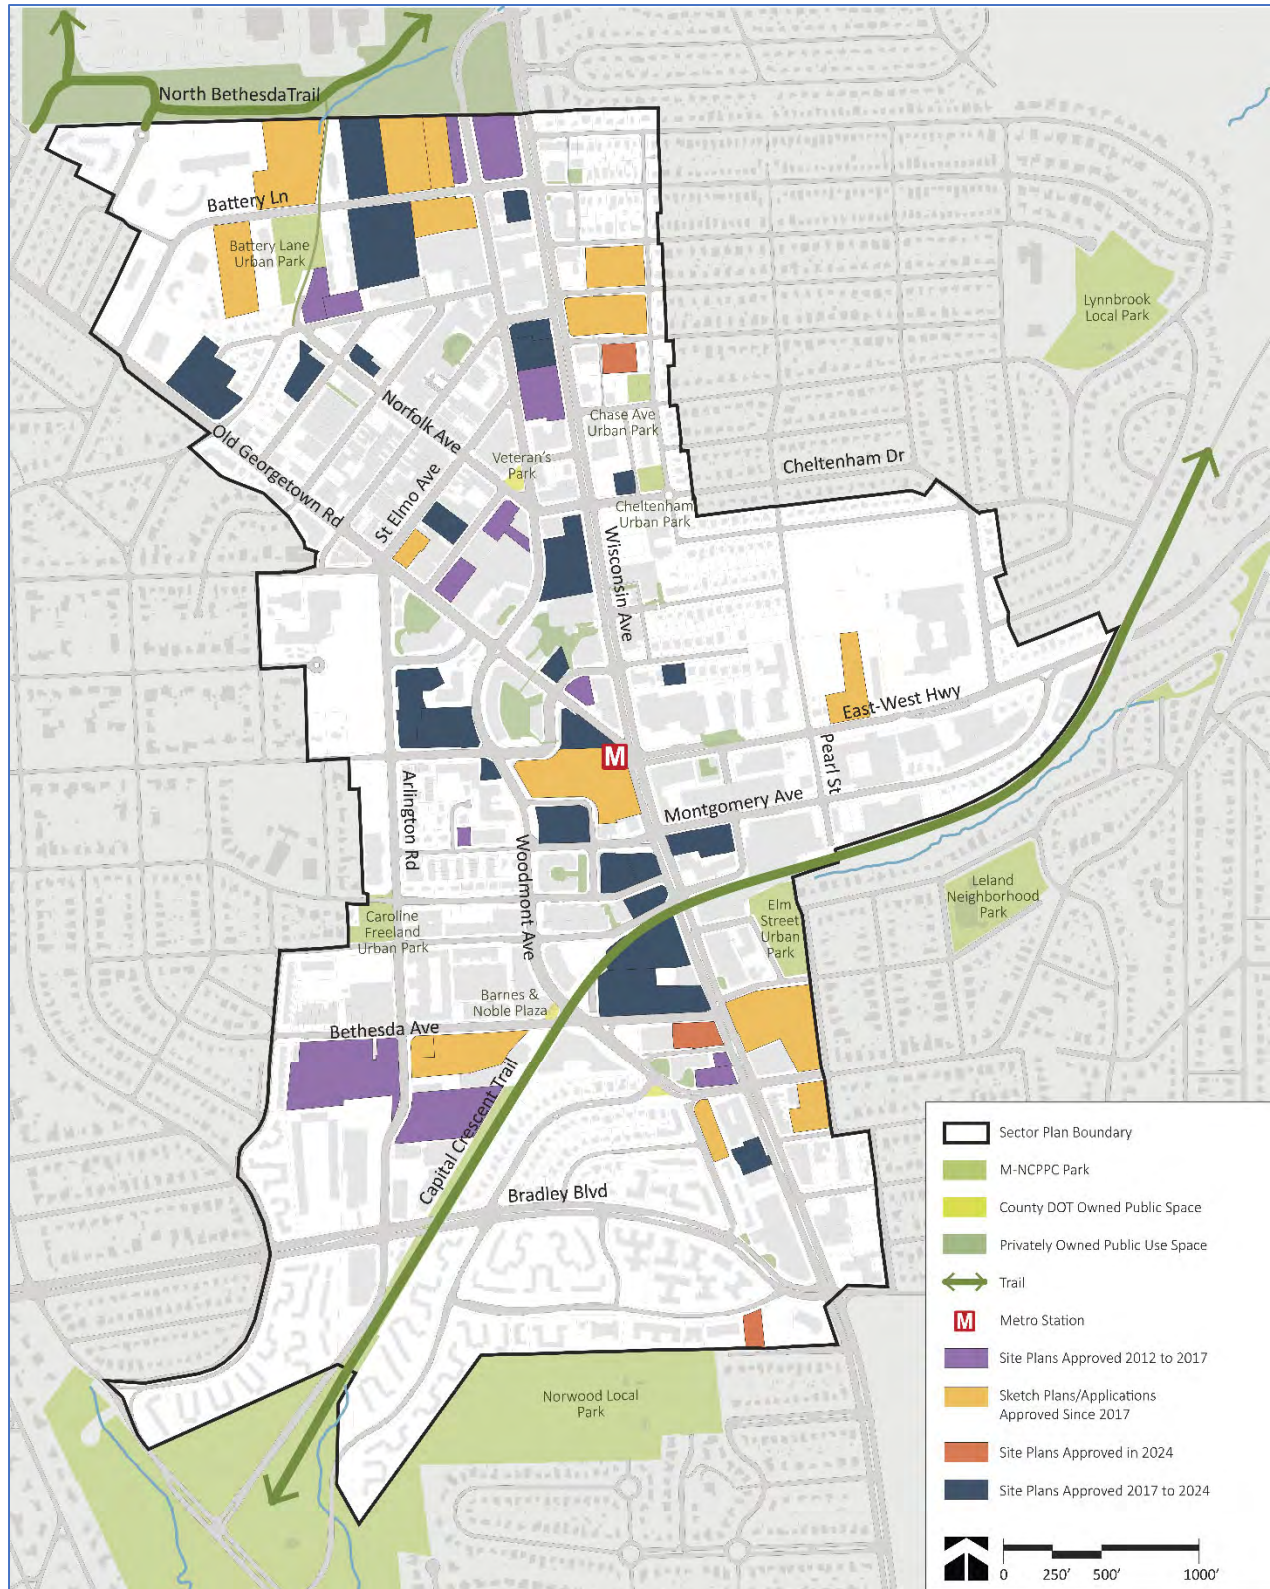 North BethesdaTrail
Battery Ln
Battery Lane
Urban Park
Lynnbrook
Local Park
Norfolk Ave
Chase Ave
Urban Park
Old Georgetown Rd
Veteran's
Park
Cheltenham Dr
St Elmo Ave
Cheltenham
Urban Park
Wisconsin Ave
East-West Hwy
M
Pearl St
Arlington Rd
Montgomery Ave
Woodmont Ave
Leland
Neighborhood
Park
Elm
Street
Urban
Park
Caroline
Freeland
Urban Park
Barnes &
Noble Plaza
Bethesda Ave
Capital Crescent Trail
Bradley Blvd
Norwood Local
Park
Sector Plan Boundary
M-NCPPC Park
County DOT Owned Public Space
Privately Owned Public Use Space
Trail
M
Metro Station
Site Plans Approved 2012 to 2017
Sketch Plans/Applications
Approved Since 2017
Site Plans Approved in 2024
Site Plans Approved 2017 to 2024
0 250' 500' 1000'